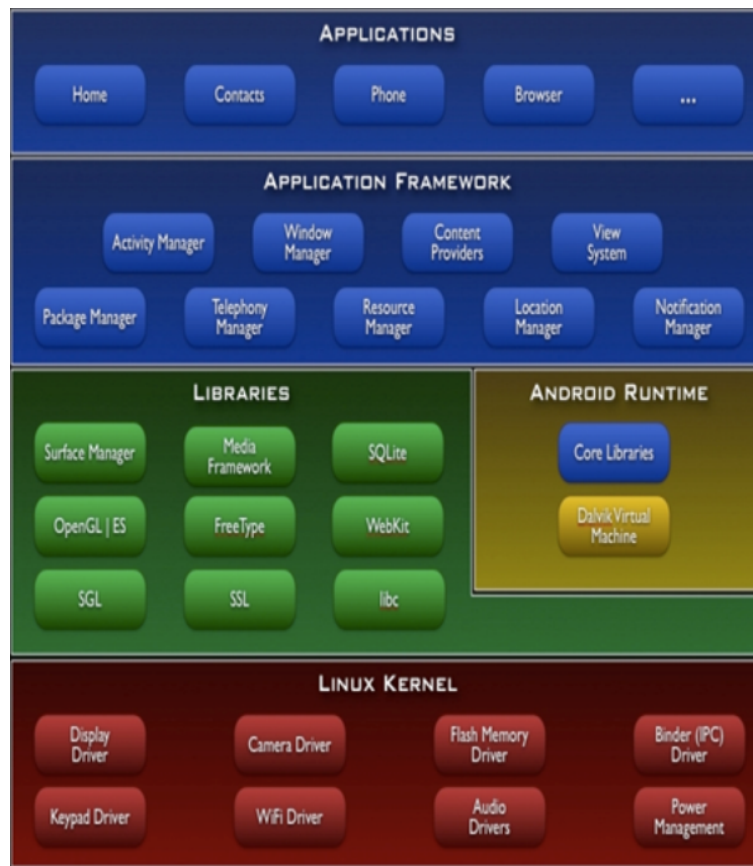 APPLICATIONS
Home Contacts Phone Browser ...
APPLICATION FRAMEWORK
Activity Manager
Window
Manager
Content
Providers
View
System
Package Manager
Telephony
Manager
Resource
Manager
Location
Manager
Notification
Manager
LIBRARIES
Surface Manager
Media
Framework
SQLite
OpenGL | ES
FreeType
WebKit
SGL
SSL
libc
ANDROID RUNTIME
Core Libraries
Dalvik Virtual
Machine
LINUX KERNEL
Display
Driver
Camera Driver
Flash Memory
Driver
Binder (IPC)
Driver
Keypad Driver
WiFi Driver
Audio
Drivers
Power
Management